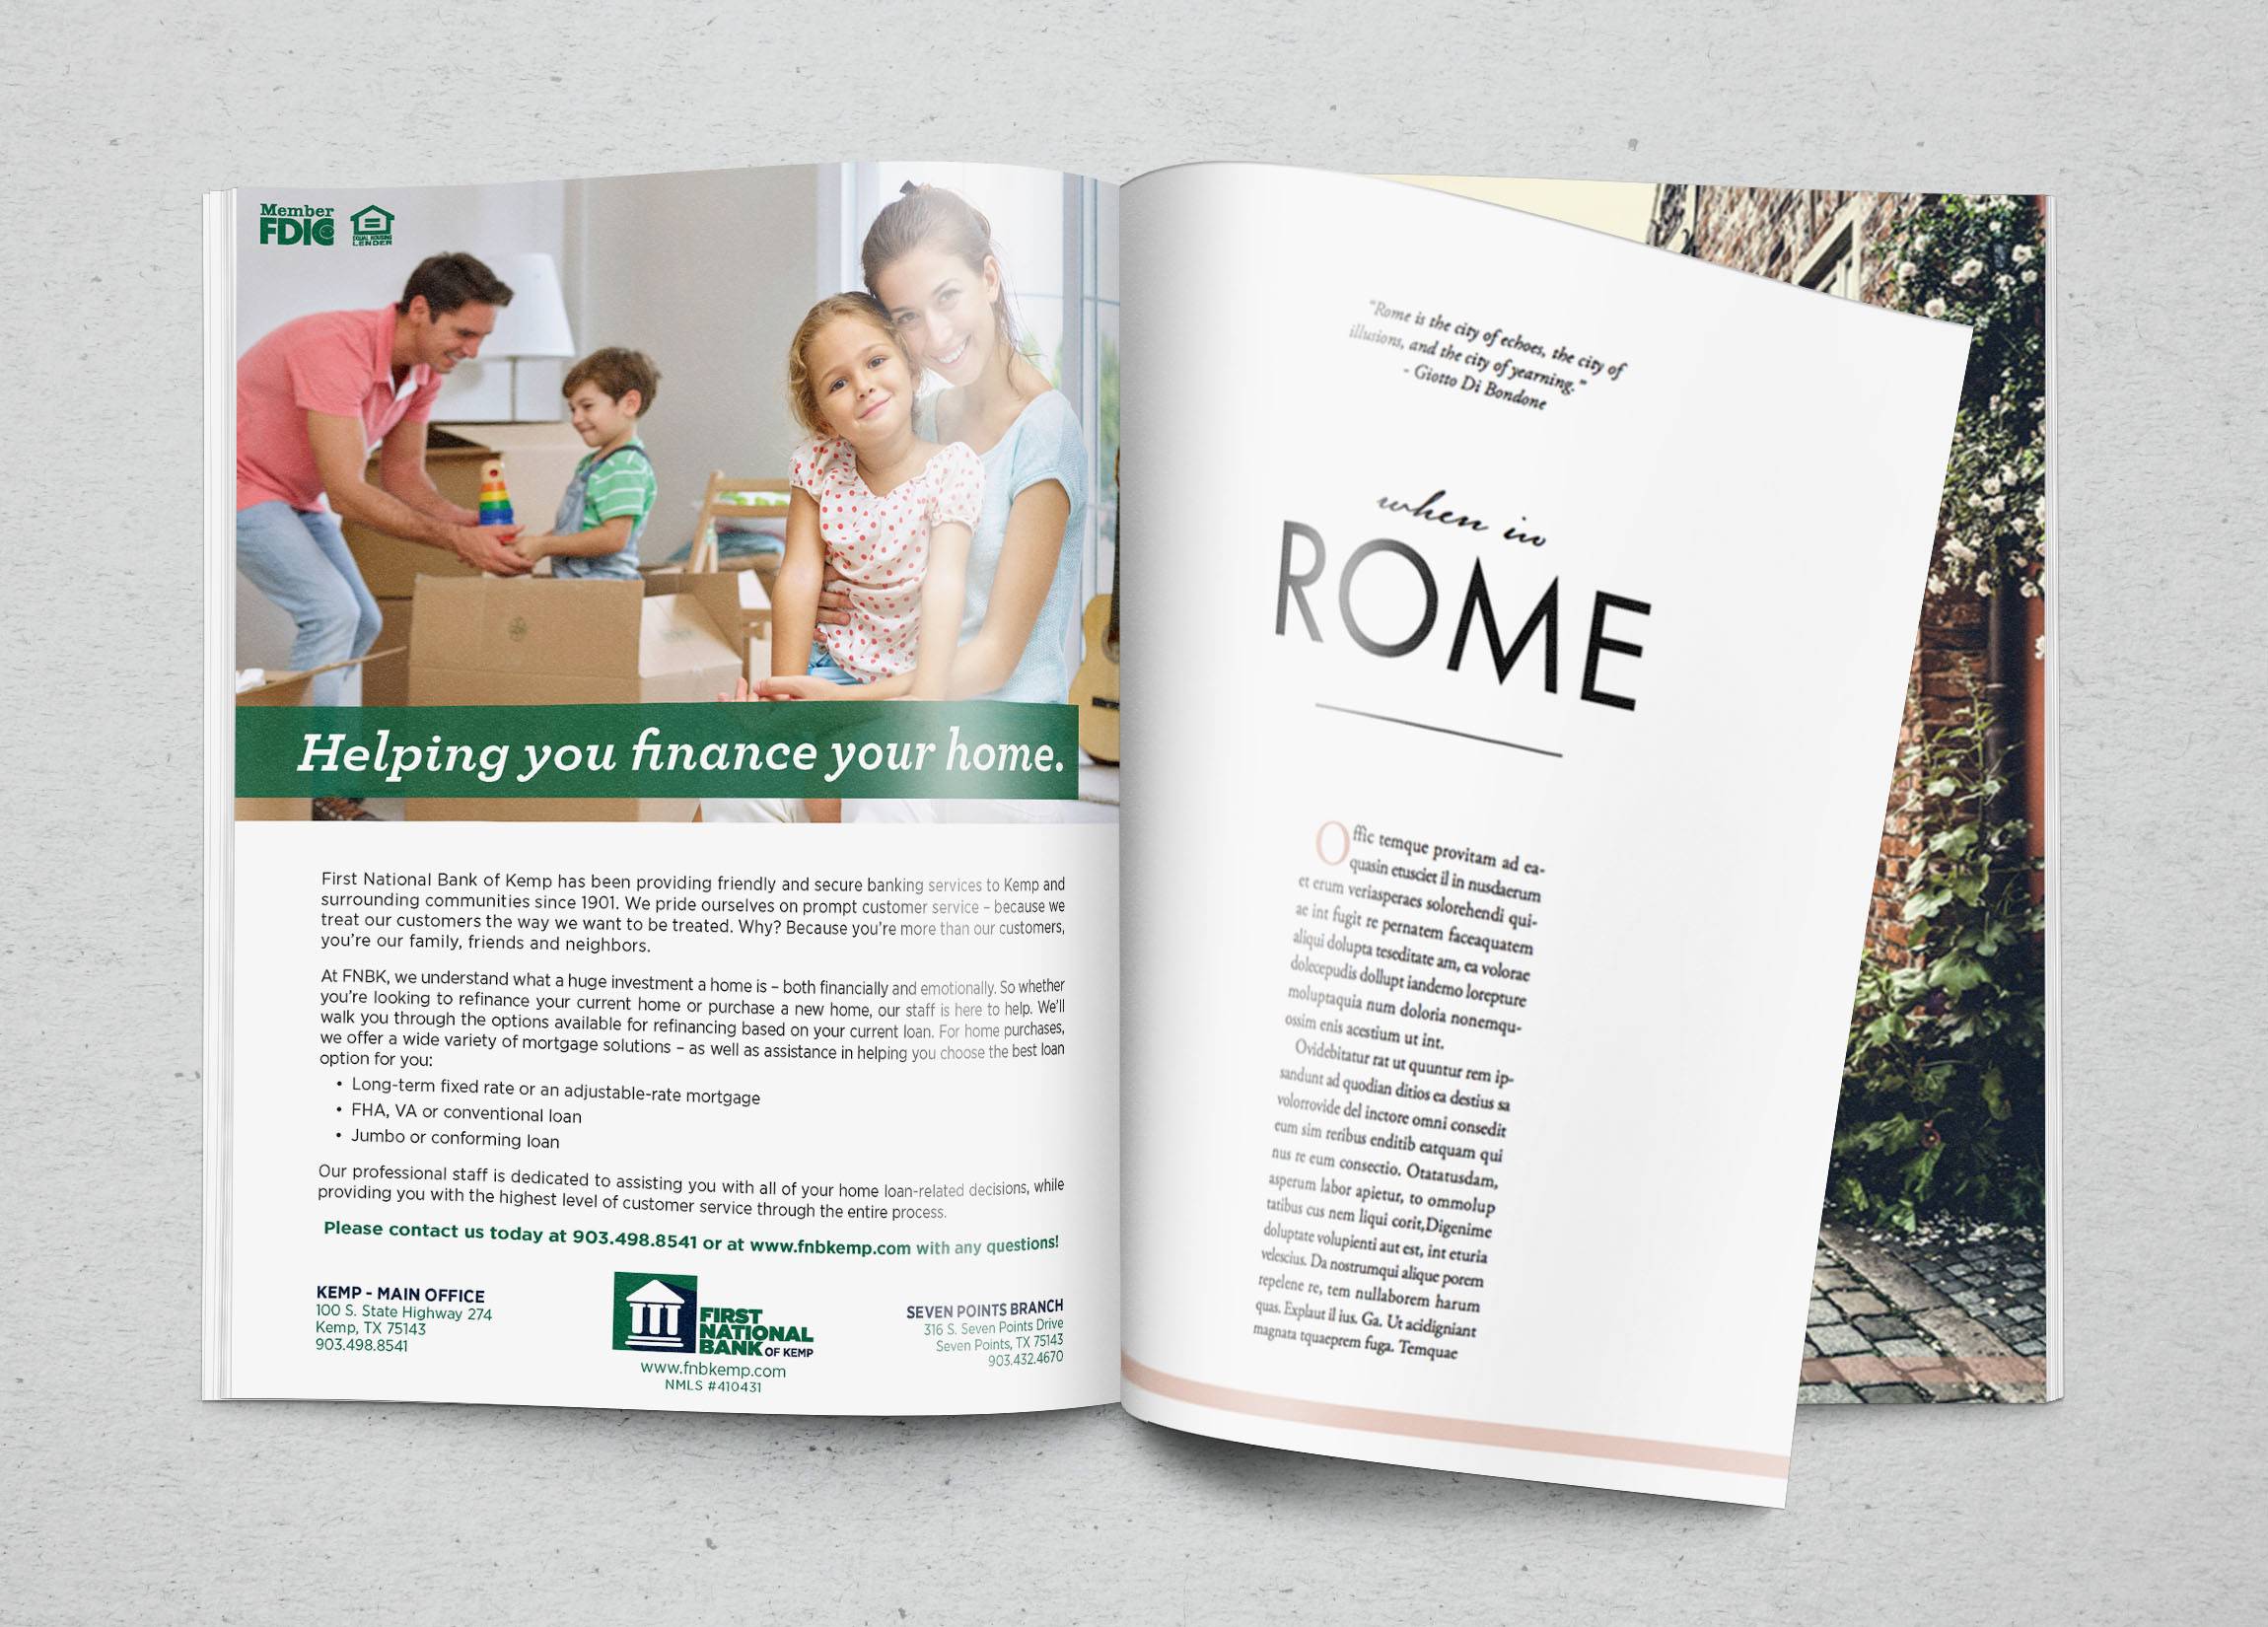 Member
FDIC
EQUAL HOUSING
LENDER
Helping you finance your home.
First National Bank of Kemp has been providing friendly and secure banking services to Kemp and
surrounding communities since 1901. We pride ourselves on prompt customer service – because we
treat our customers the way we want to be treated. Why? Because you're more than our customers,
you're our family, friends and neighbors.
At FNBK, we understand what a huge investment a home is – both financially and emotionally. So whether
you're looking to refinance your current home or purchase a new home, our staff is here to help. We'll
walk you through the options available for refinancing based on your current loan. For home purchases,
we offer a wide variety of mortgage solutions – as well as assistance in helping you choose the best loan
option for you:
• Long-term fixed rate or an adjustable-rate mortgage
• FHA, VA or conventional loan
• Jumbo or conforming loan
Our professional staff is dedicated to assisting you with all of your home loan-related decisions, while
providing you with the highest level of customer service through the entire process.
Please contact us today at 903.498.8541 or at www.fnbkemp.com with any questions!
KEMP - MAIN OFFICE
100 S. State Highway 274
Kemp, TX 75143
903.498.8541
FIRST
NATIONAL
BANK OF KEMP
www.fnbkemp.com
NMLS #410431
SEVEN POINTS BRANCH
316 S. Seven Points Drive
Seven Points, TX 75143
903.432.4670
"Rome is the city of echoes, the city of
illusions, and the city of yearning."
- Giotto Di Bondone
when in
ROME
Offic temque provitam ad ea-
quasin etusciet il in nusdaerum
et erum veriasperaes solorehendi qui-
ae int fugit re pernatem faceaquatem
aliqui dolupta teseditate am, ea volorae
dolecepudis dollupt iandemo lorepture
moluptaquia num doloria nonemqu-
ossim enis acestium ut int.
Ovidebitatur rat ut quuntur rem ip-
sandunt ad quodian ditios ea destius sa
volorrovide del inctore omni consedit
eum sim reribus enditib eatquam qui
nus re eum consectio. Otatatusdam,
asperum labor apietur, to ommolup
tatibus cus nem liqui corit,Digenime
doluptate volupienti aut est, int eturia
velescius. Da nostrumqui alique porem
repelene re, tem nullaborem harum
quas. Explaut il ius. Ga. Ut acidigniant
magnata tquaeprem fuga. Temquae